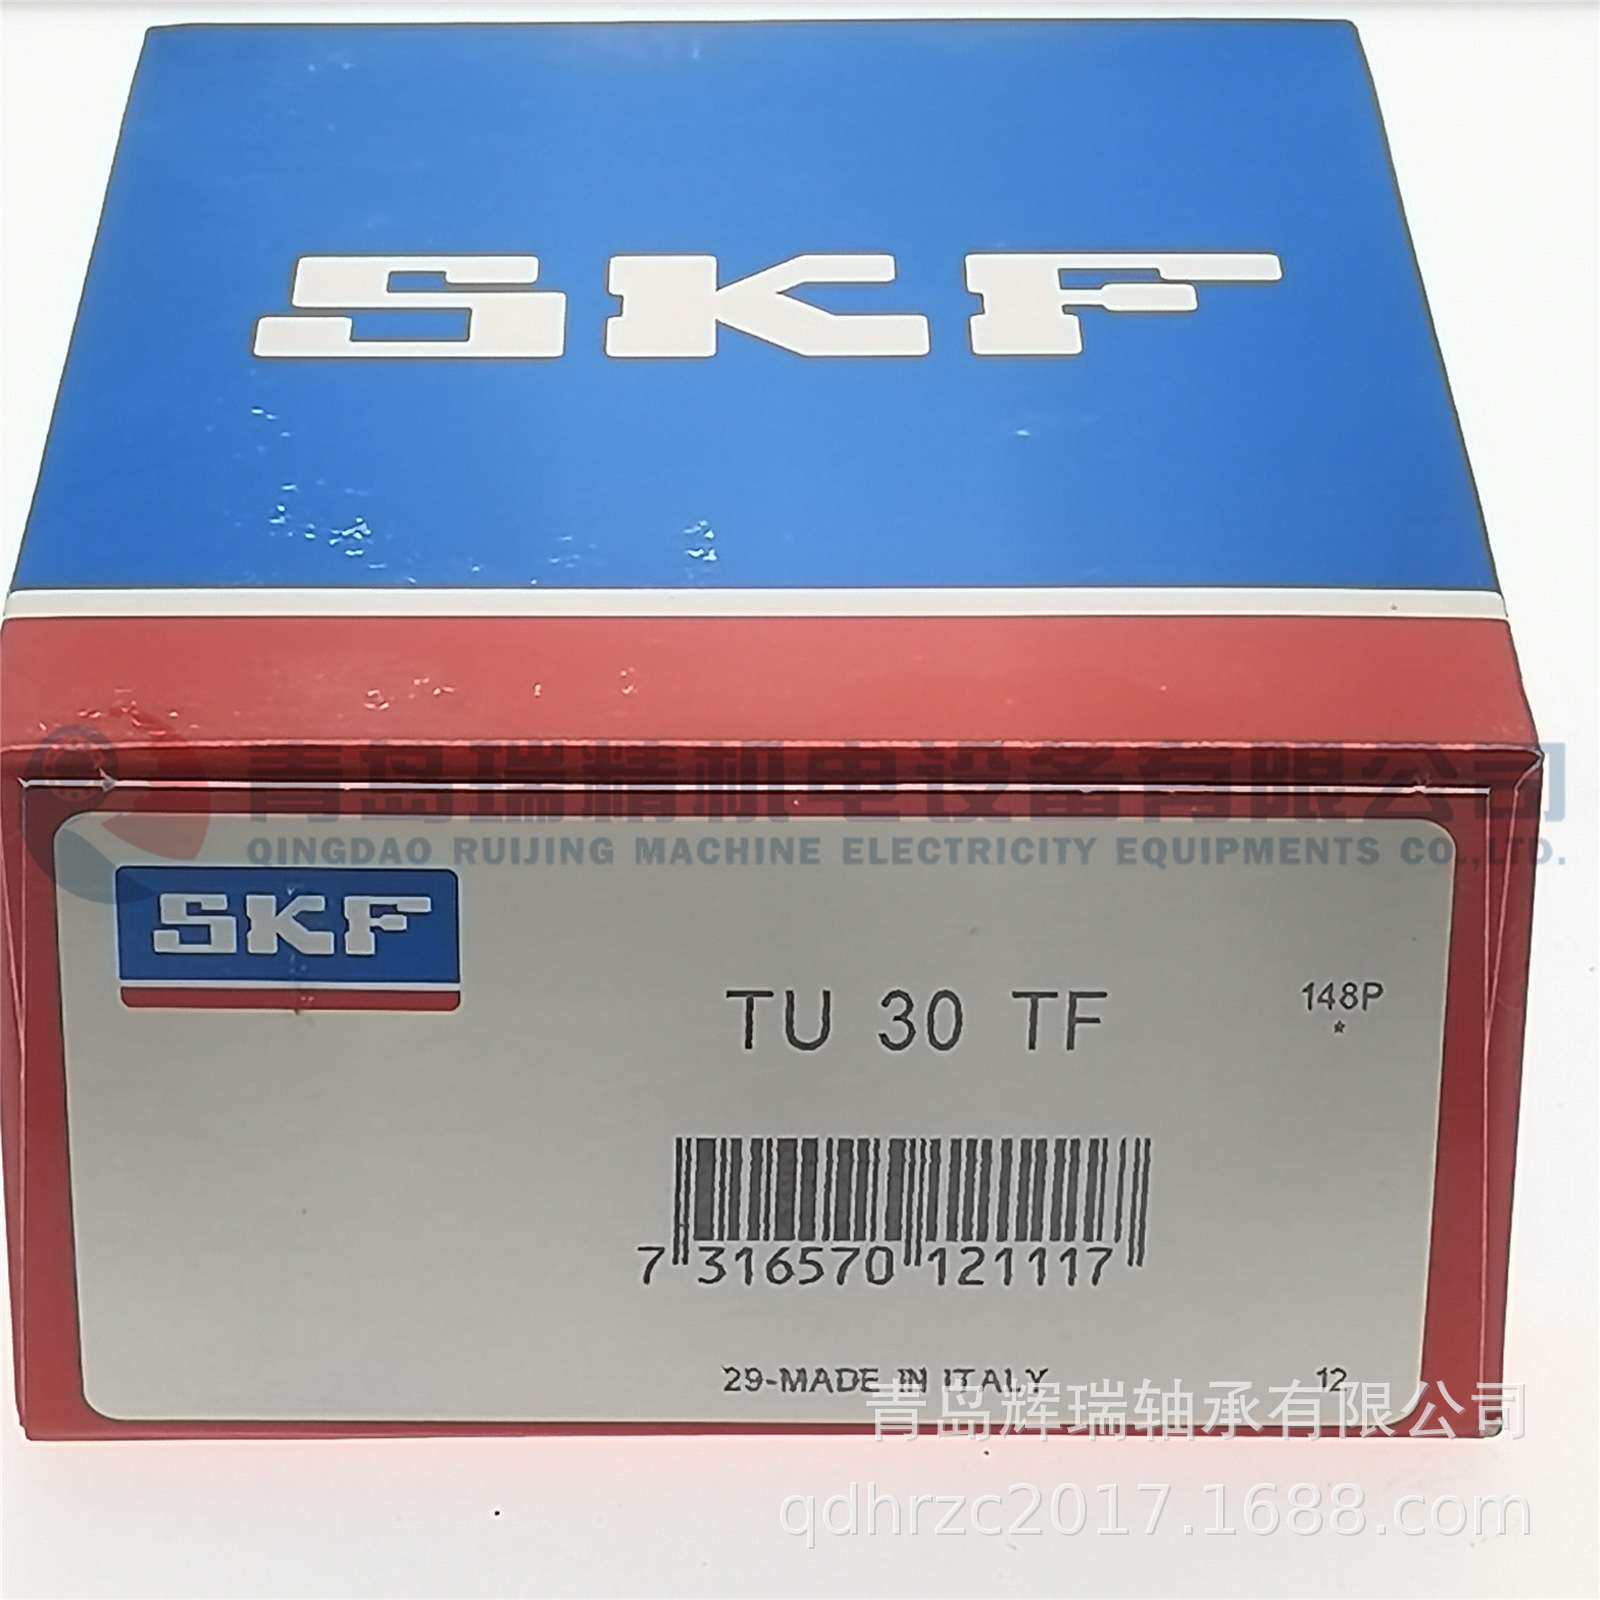 SKF
青岛瑞精机电设备有限公司
QINGDAO RUIJING MACHINE ELECTRICITY EQUIPMENTS CO.,LTD.
SKF
TU 30 TF
148P
7 316570 121117
29-MADE IN ITALY
12
青岛辉瑞轴承有限公司
qdhrzc2017.1688.com